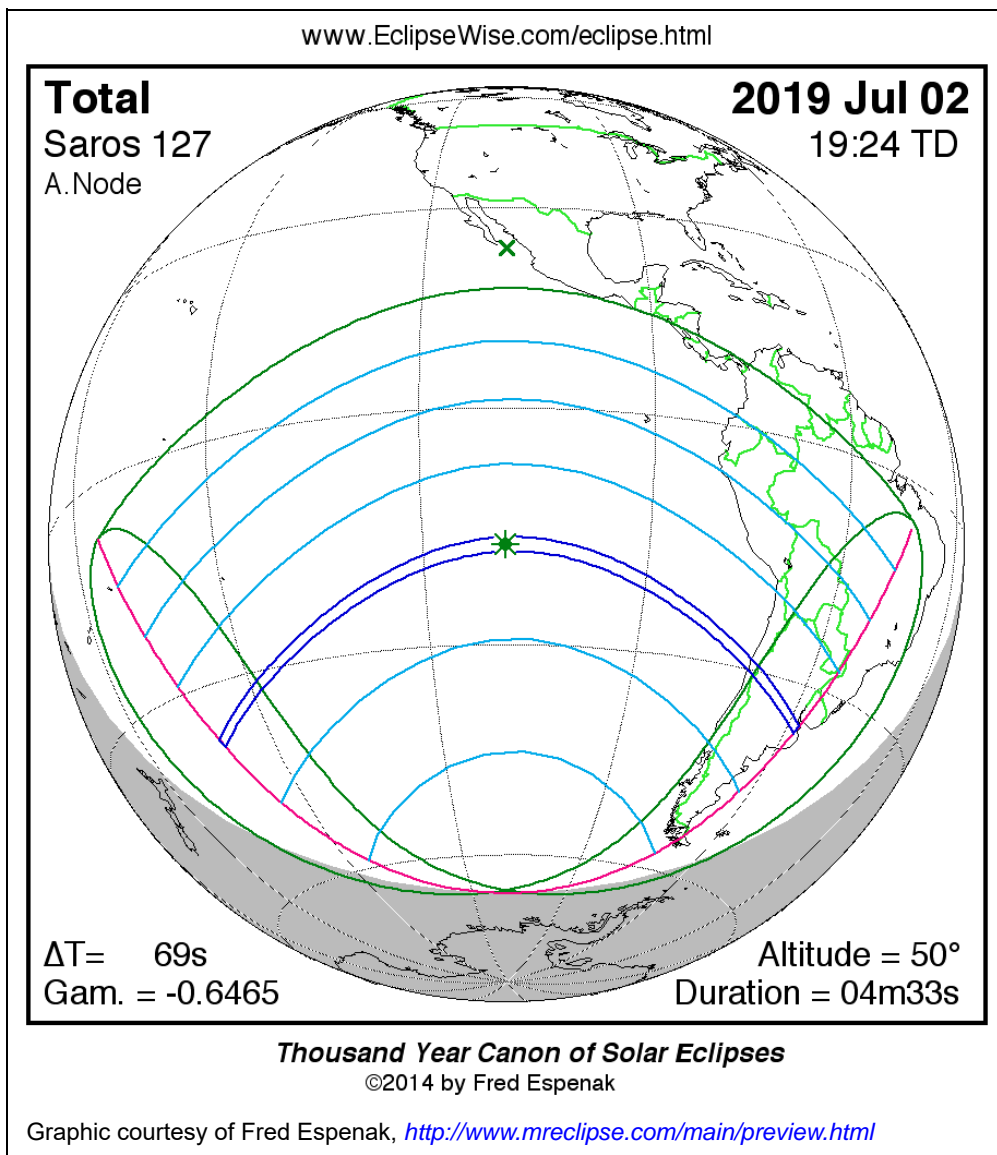 www.EclipseWise.com/eclipse.html
Total
2019 Jul 02
Saros 127
19:24 TD
A.Node
ΔT= 69s
Altitude = 50°
Gam. = -0.6465
Duration = 04m33s
Thousand Year Canon of Solar Eclipses
©2014 by Fred Espenak
Graphic courtesy of Fred Espenak, http://www.mreclipse.com/main/preview.html